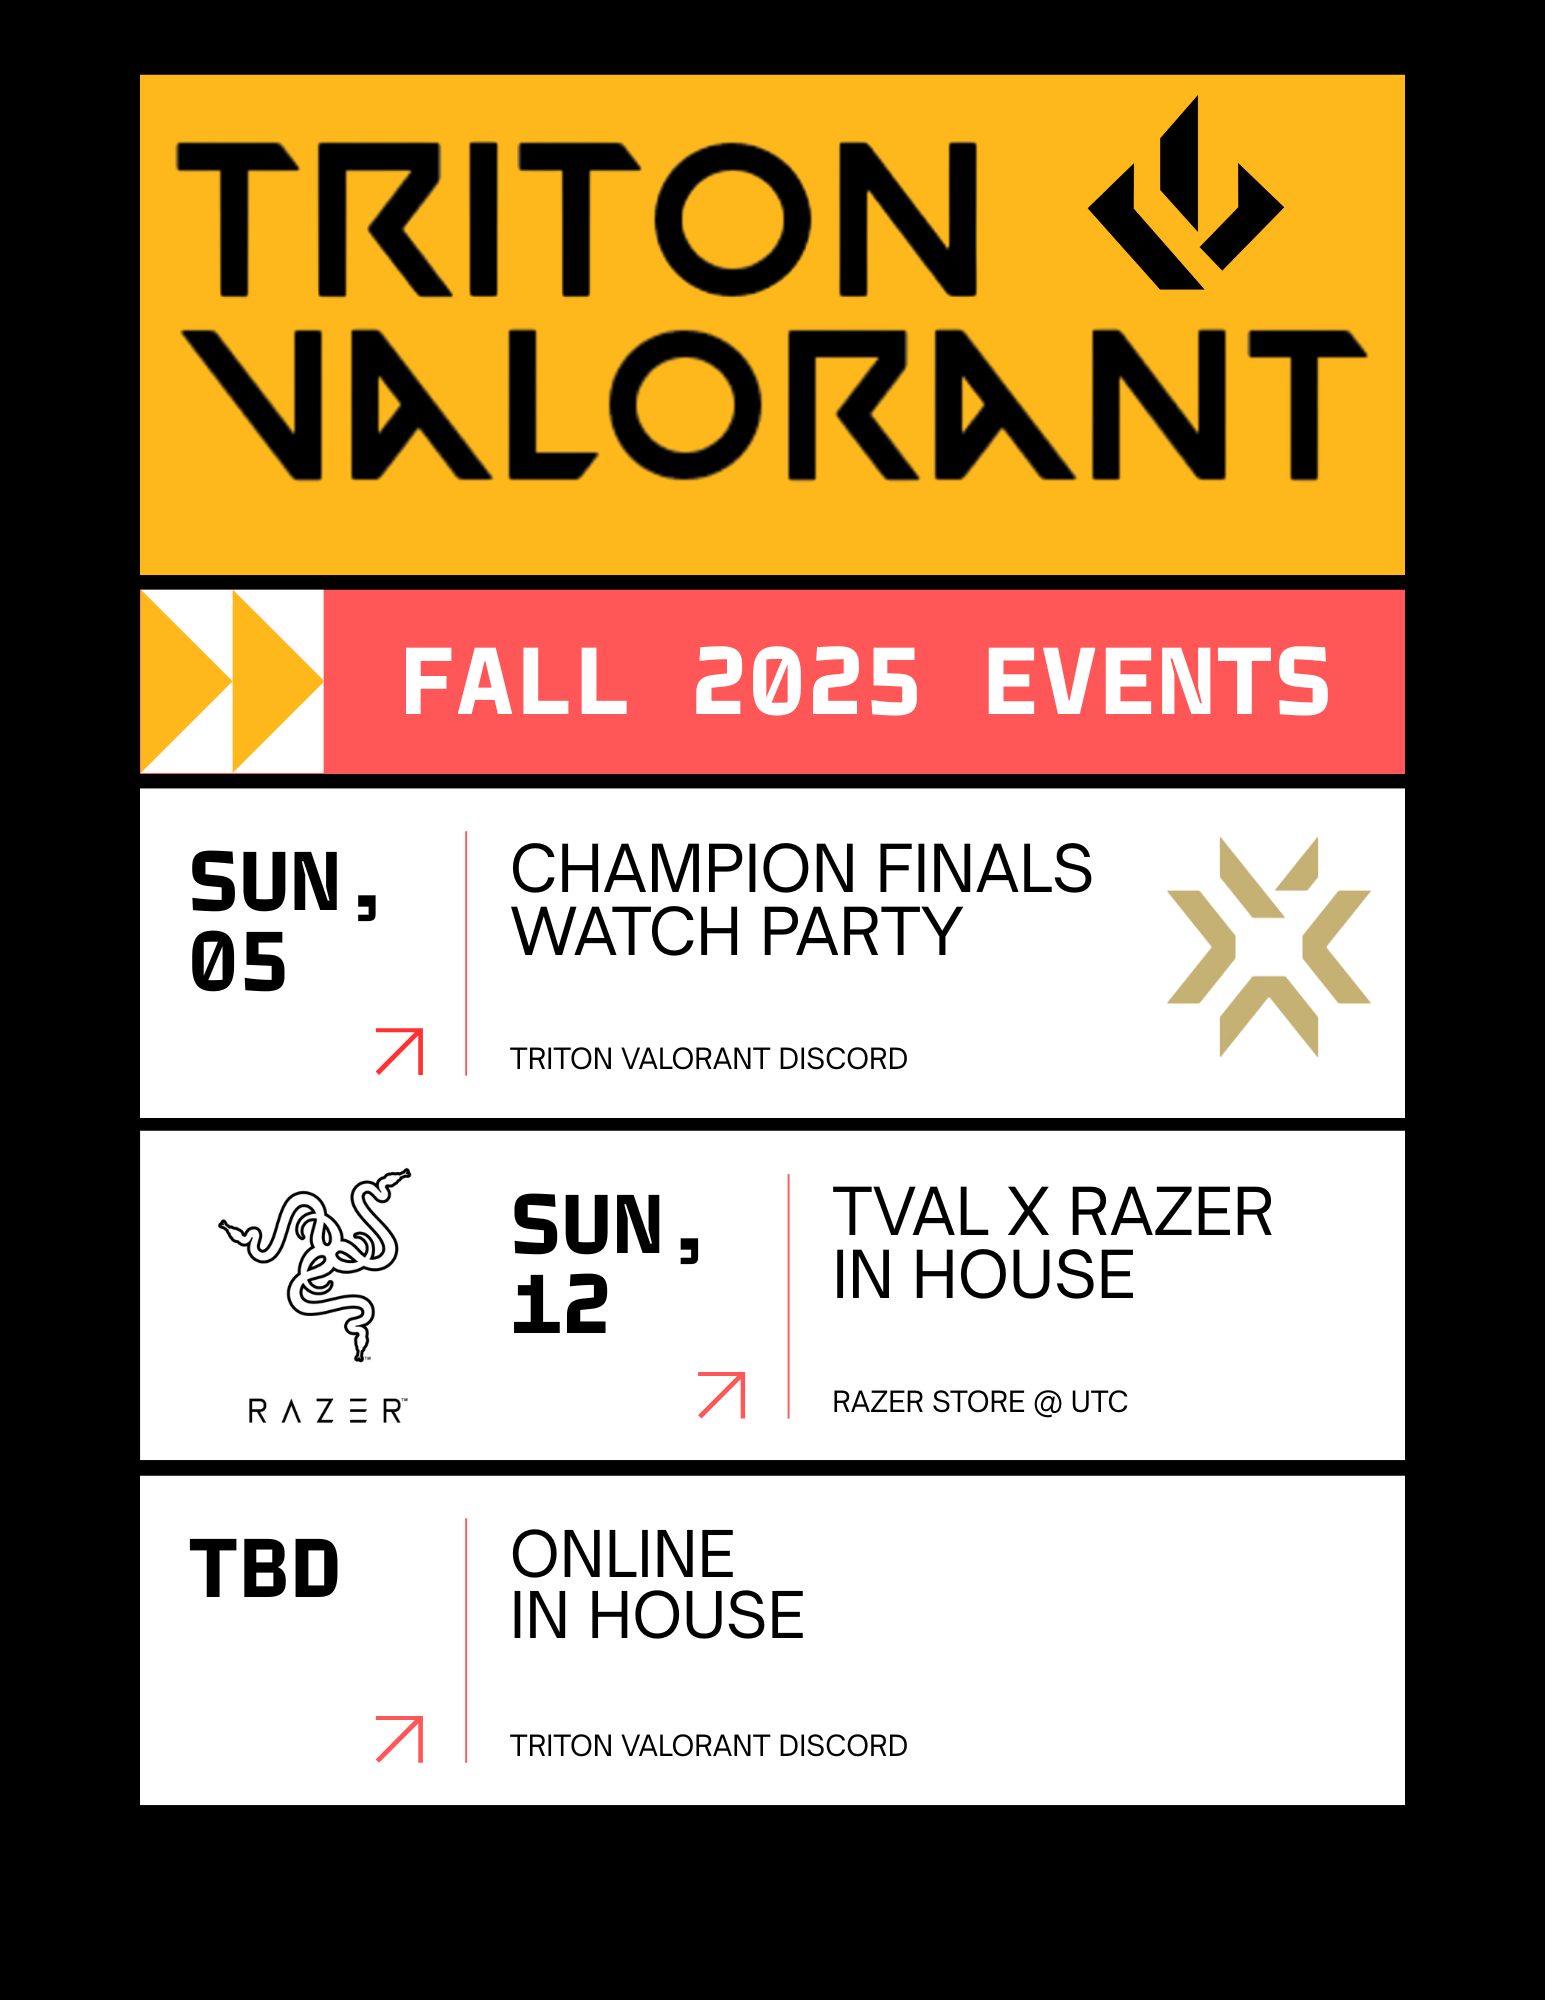 TRITON
VALORANT
FALL 2025 EVENTS
SUN,
05
CHAMPION FINALS
WATCH PARTY
TRITON VALORANT DISCORD
RAZER™
SUN,
12
TVAL X RAZER
IN HOUSE
RAZER STORE @ UTC
TBD
ONLINE
IN HOUSE
TRITON VALORANT DISCORD